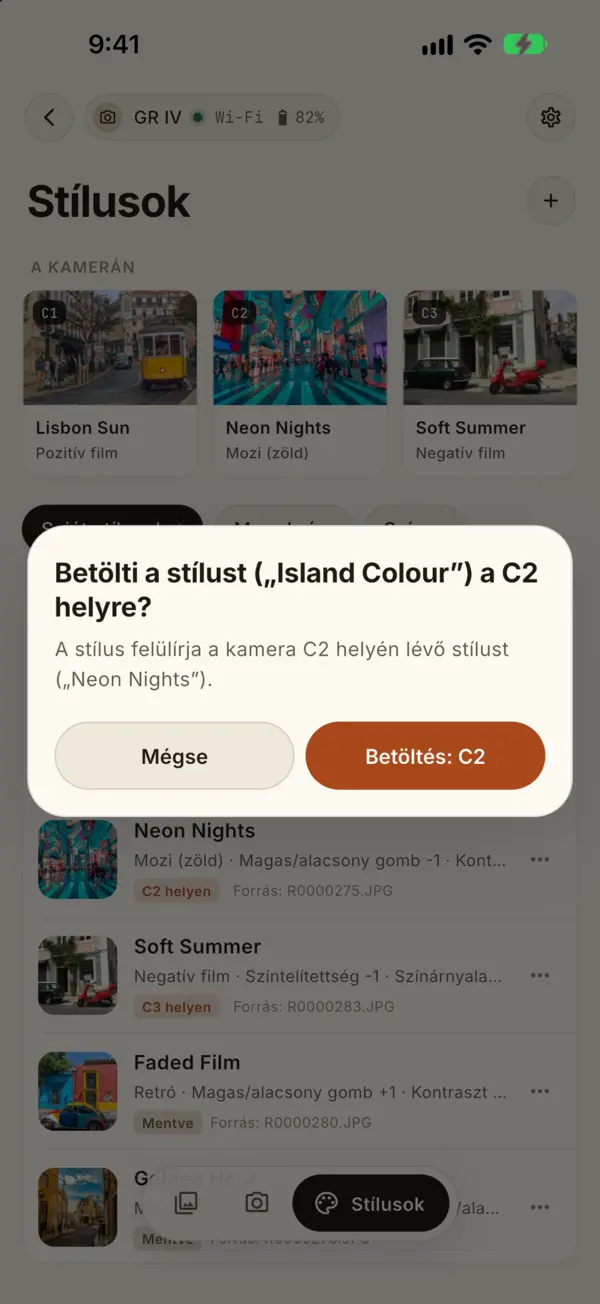 9:41
GR IV Wi-Fi 82%
Stílusok
A KAMERÁN
C1
C2
C3
Lisbon Sun
Pozitív film
Neon Nights
Mozi (zöld)
Soft Summer
Negatív film
Betölti a stílust („Island Colour”) a C2
helyre?
A stílus felülírja a kamera C2 helyén lévő stílust
(„Neon Nights”).
Mégse
Betöltés: C2
Neon Nights
Mozi (zöld) · Magas/alacsony gomb -1 · Kont...
C2 helyen Forrás: R0000275.JPG
Soft Summer
Negatív film · Színtelítettség -1 · Színárnyala...
C3 helyen Forrás: R0000283.JPG
Faded Film
Retró · Magas/alacsony gomb +1 · Kontraszt ...
Mentve Forrás: R0000280.JPG
Golden Hour
/ala...
Stílusok
Mentve